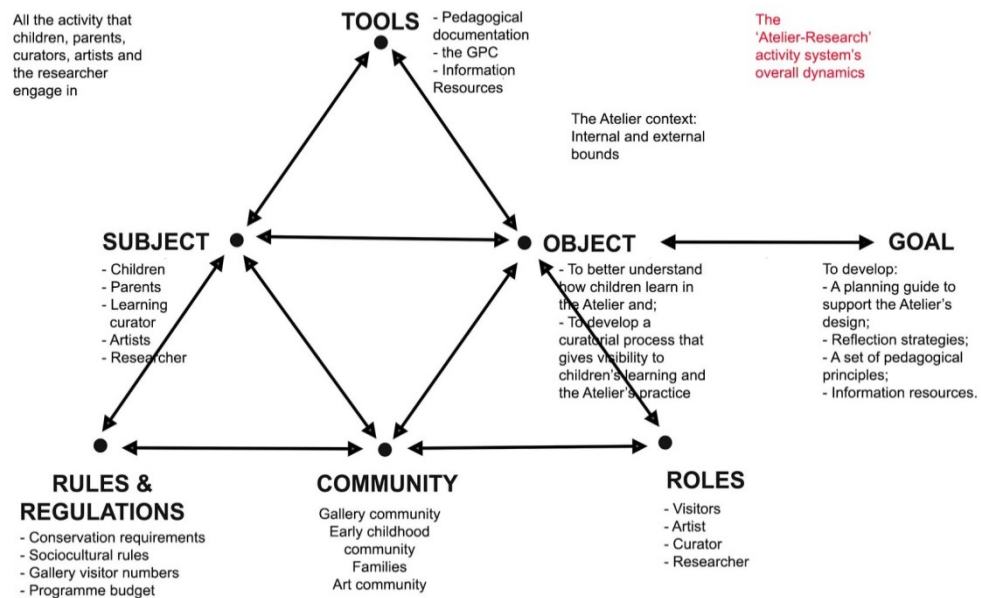 All the activity that
children, parents,
curators, artists and
the researcher
engage in
TOOLS
- Pedagogical
documentation
- the GPC
- Information
Resources
The
'Atelier-Research'
activity system's
overall dynamics
The Atelier context:
Internal and external
bounds
SUBJECT
- Children
- Parents
- Learning
curator
- Artists
- Researcher
OBJECT
- To better understand
how children learn in
the Atelier and;
- To develop a
curatorial process that
gives visibility to
children's learning and
the Atelier's practice
GOAL
To develop:
- A planning guide to
support the Atelier's
design;
- Reflection strategies;
- A set of pedagogical
principles;
- Information resources.
RULES &
REGULATIONS
- Conservation requirements
- Sociocultural rules
- Gallery visitor numbers
- Programme budget
COMMUNITY
Gallery community
Early childhood
community
Families
Art community
ROLES
- Visitors
- Artist
- Curator
- Researcher